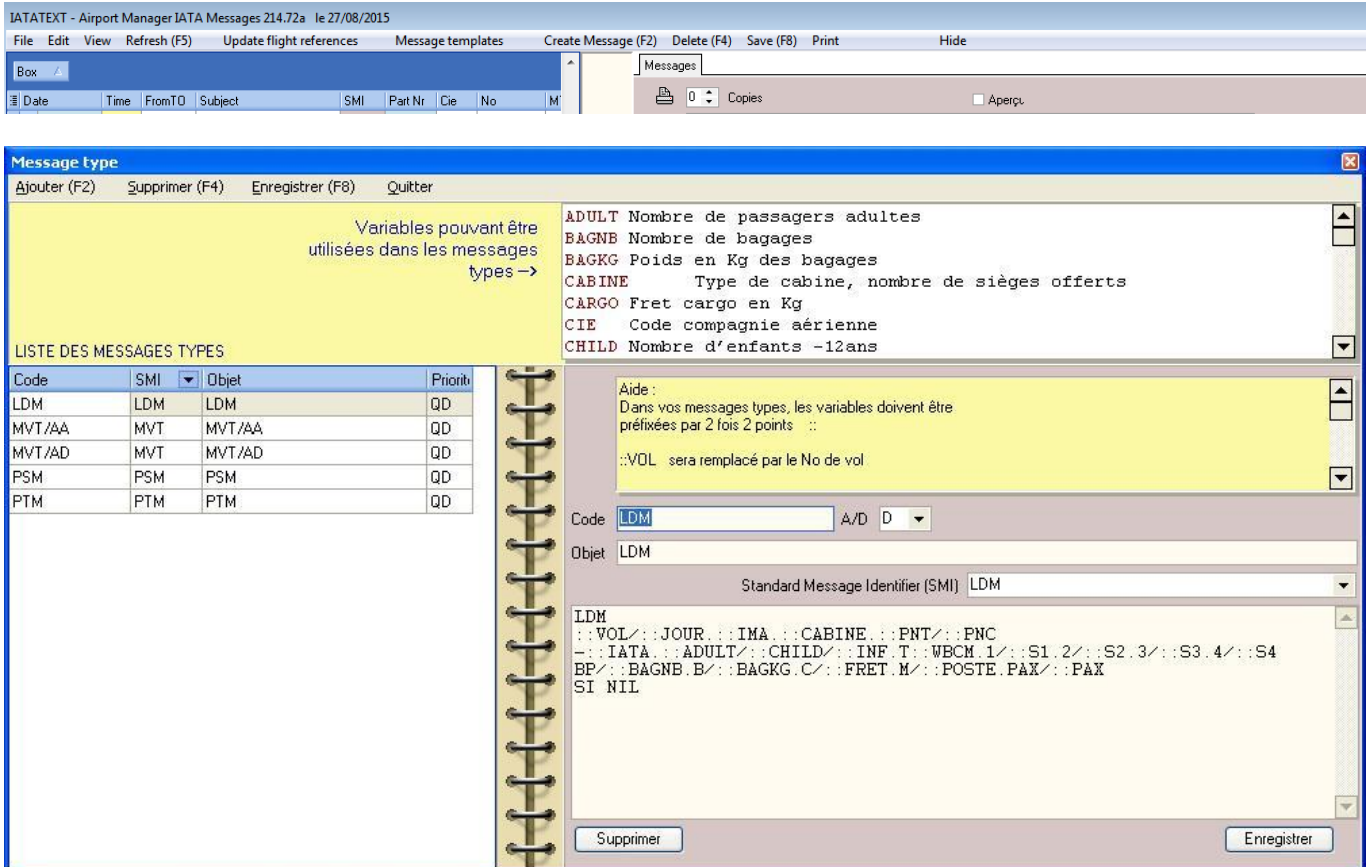 IATATEXT - Airport Manager IATA Messages 214.72a le 27/08/2015
File Edit View Refresh (F5) Update flight references Message templates Create Message (F2) Delete (F4) Save (F8) Print Hide
Box
Messages
Date Time FromTO Subject SMI Part Nr Cie No
0 Copies Aperçu
Message type
Ajouter (F2) Supprimer (F4) Enregistrer (F8) Quitter
Variables pouvant être
utilisées dans les messages
types -->
LISTE DES MESSAGES TYPES
ADULT Nombre de passagers adultes
BAGNB Nombre de bagages
BAGKG Poids en Kg des bagages
CABINE Type de cabine, nombre de sièges offerts
CARGO Fret cargo en Kg
CIE Code compagnie aérienne
CHILD Nombre d'enfants -12ans
Code SMI Objet Priorit
LDM LDM LDM QD
MVT/AA MVT MVT/AA QD
MVT/AD MVT MVT/AD QD
PSM PSM PSM QD
PTM PTM PTM QD
Aide :
Dans vos messages types, les variables doivent être
préfixées par 2 fois 2 points ::
::VOL sera remplacé par le No de vol
Code LDM A/D D
Objet LDM
Standard Message Identifier (SMI) LDM
LDM
::VOL/::JOUR.::IMA.::CABINE.::PNT/::PNC
-::IATA.::ADULT/::CHILD/::INF.T::WBCM.1/::S1.2/::S2.3/::S3.4/::S4
BP/::BAGNB.B/::BAGKG.C/::FRET.M/::POSTE.PAX/::PAX
SI NIL
Supprimer Enregistrer